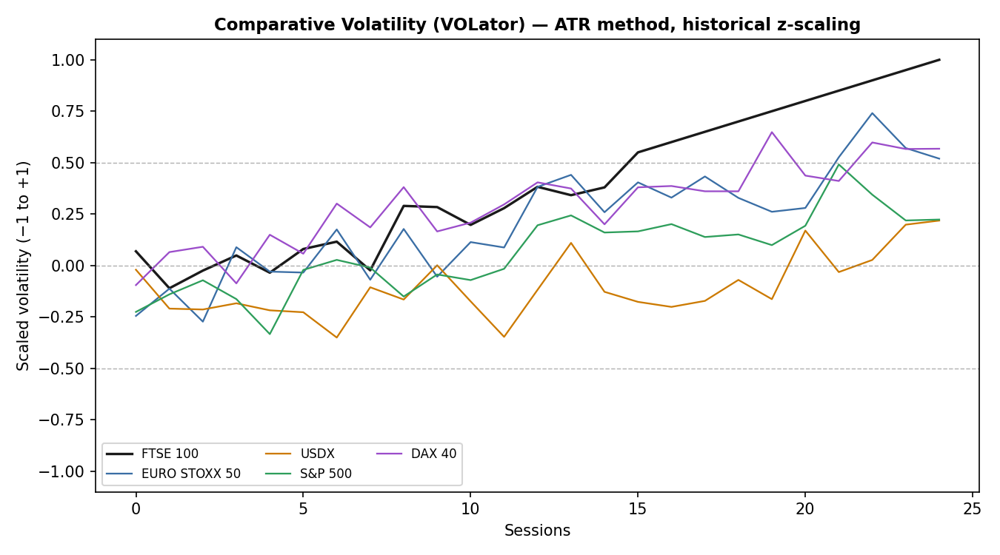 Comparative Volatility (VOLator) — ATR method, historical z-scaling
Scaled volatility (−1 to +1)
1.00
0.75
0.50
0.25
0.00
−0.25
−0.50
−0.75
−1.00
FTSE 100
EURO STOXX 50
USDX
S&P 500
DAX 40
0 5 10 15 20 25
Sessions